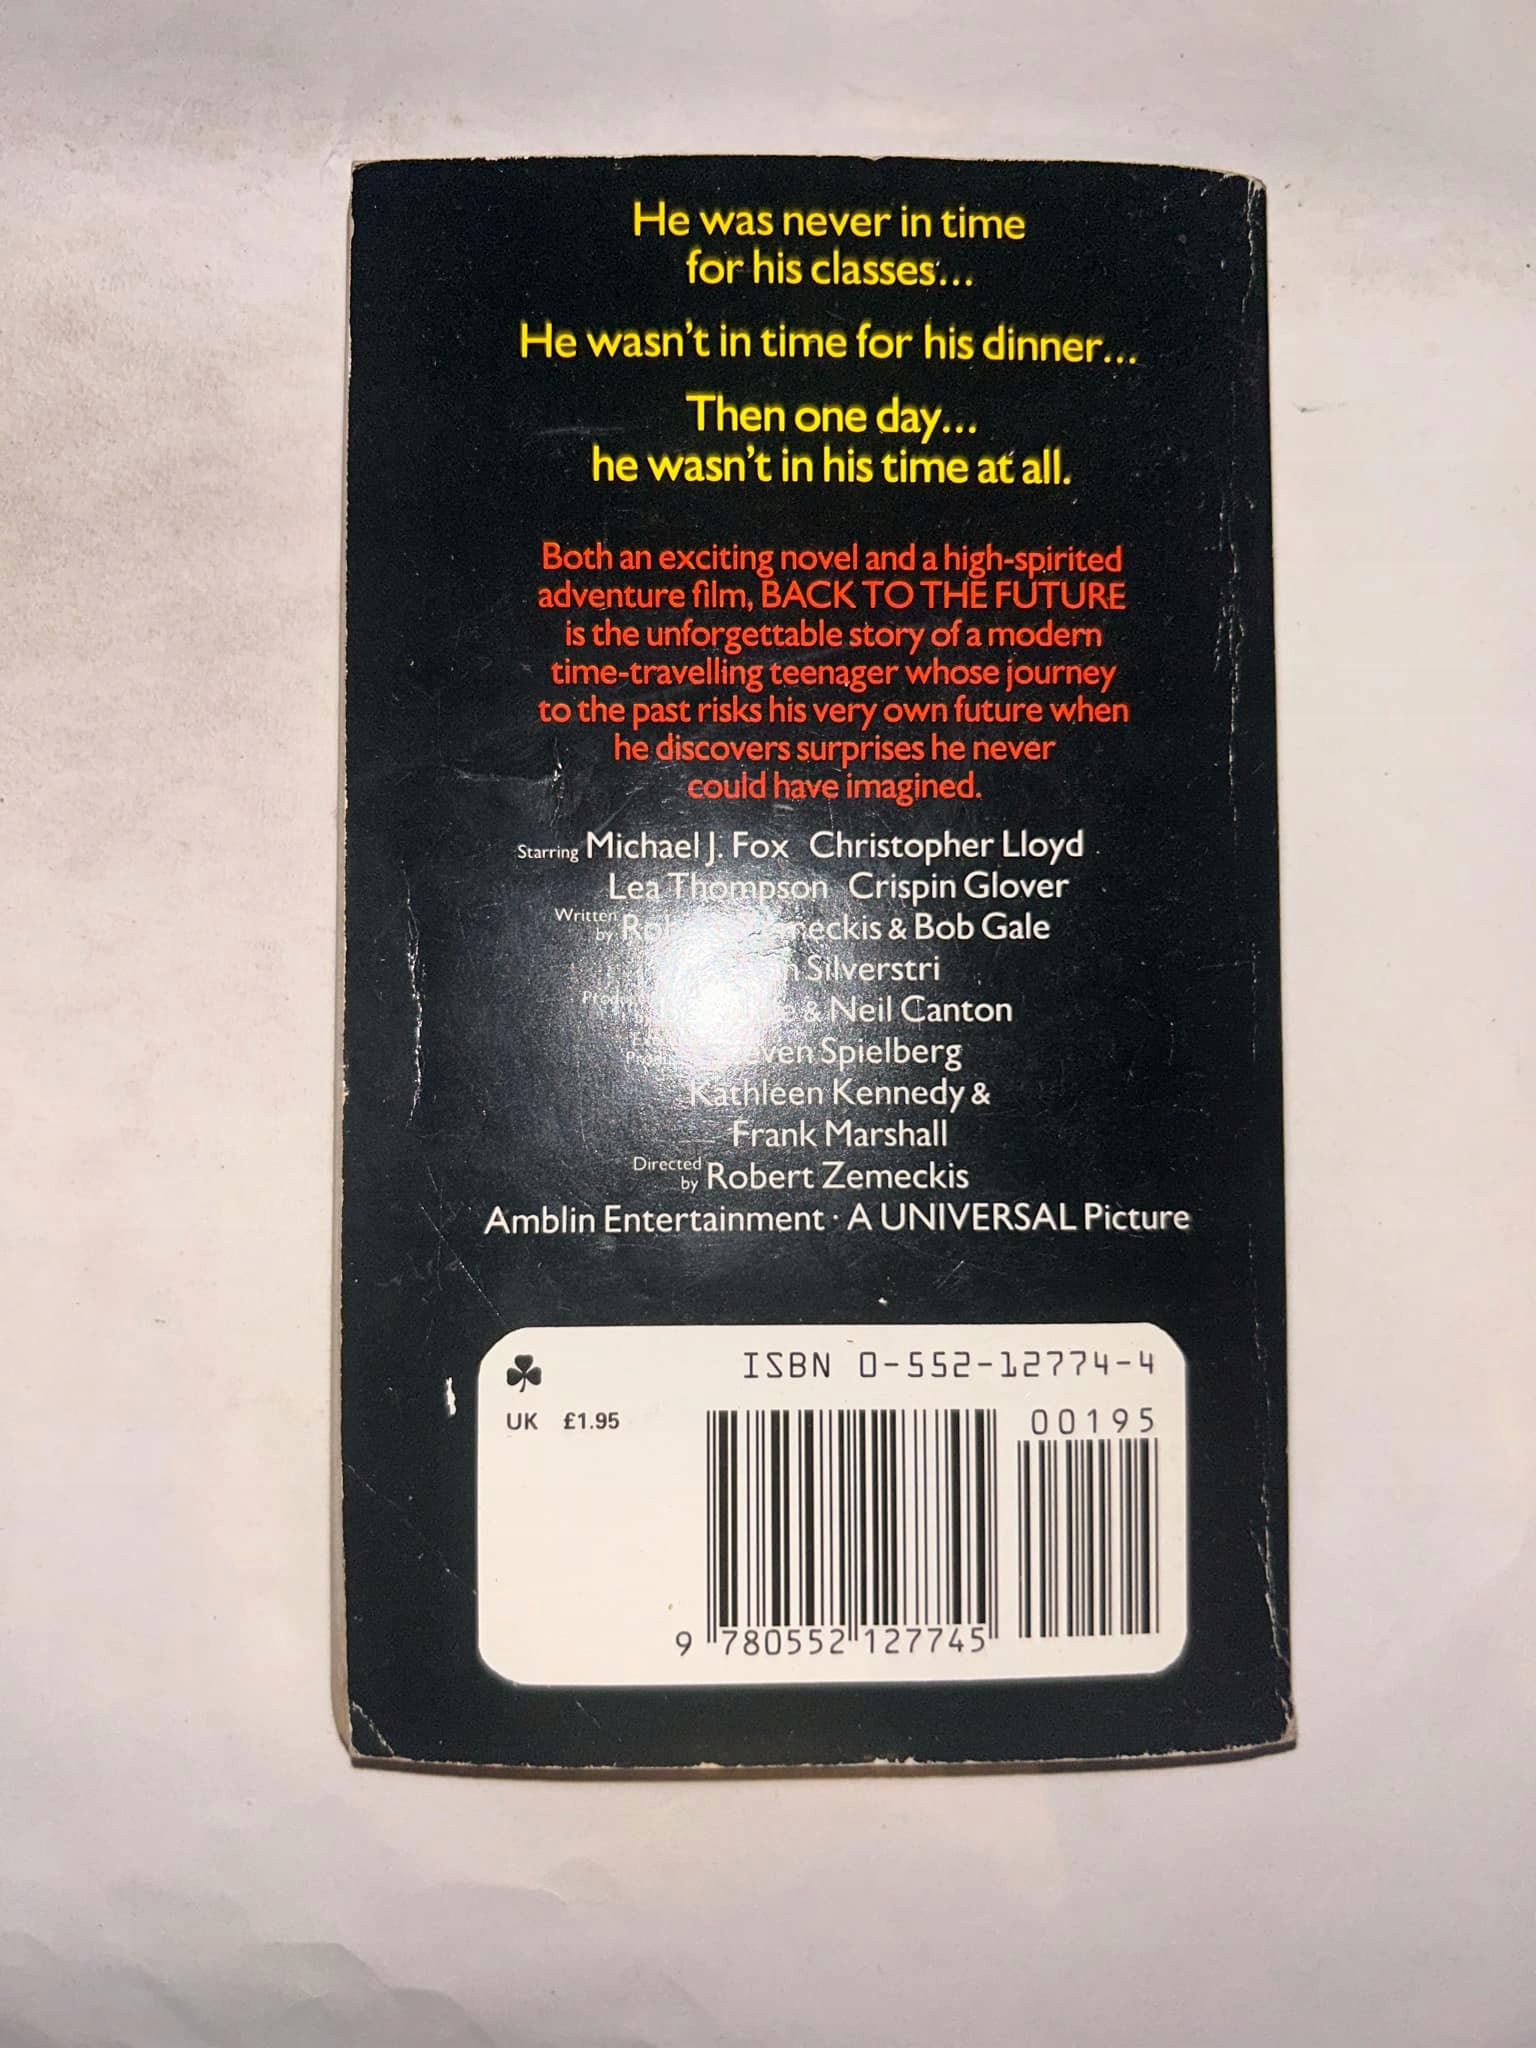 He was never in time
for his classes...
He wasn't in time for his dinner...
Then one day...
he wasn't in his time at all.
Both an exciting novel and a high-spirited
adventure film, BACK TO THE FUTURE
is the unforgettable story of a modern
time-travelling teenager whose journey
to the past risks his very own future when
he discovers surprises he never
could have imagined.
Starring Michael J. Fox Christopher Lloyd
Lea Thompson Crispin Glover
Written by & Bob Gale
Silverstri
& Neil Canton
Spielberg
Kathleen Kennedy &
Frank Marshall
Directed by Robert Zemeckis
Amblin Entertainment · A UNIVERSAL Picture
ISBN 0-552-12774-4
UK £1.95
00195
9 780552 127745